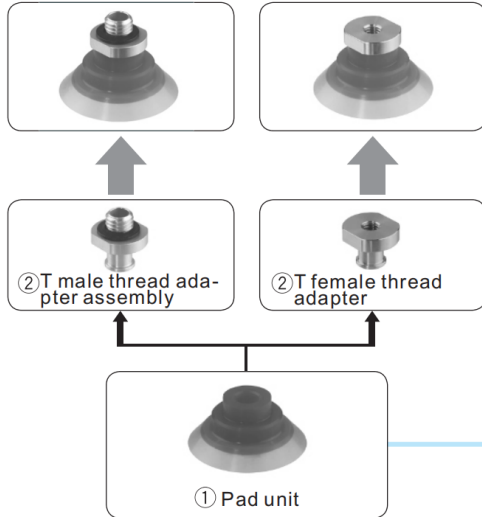 ②T male thread ada-
pter assembly
②T female thread
adapter
① Pad unit